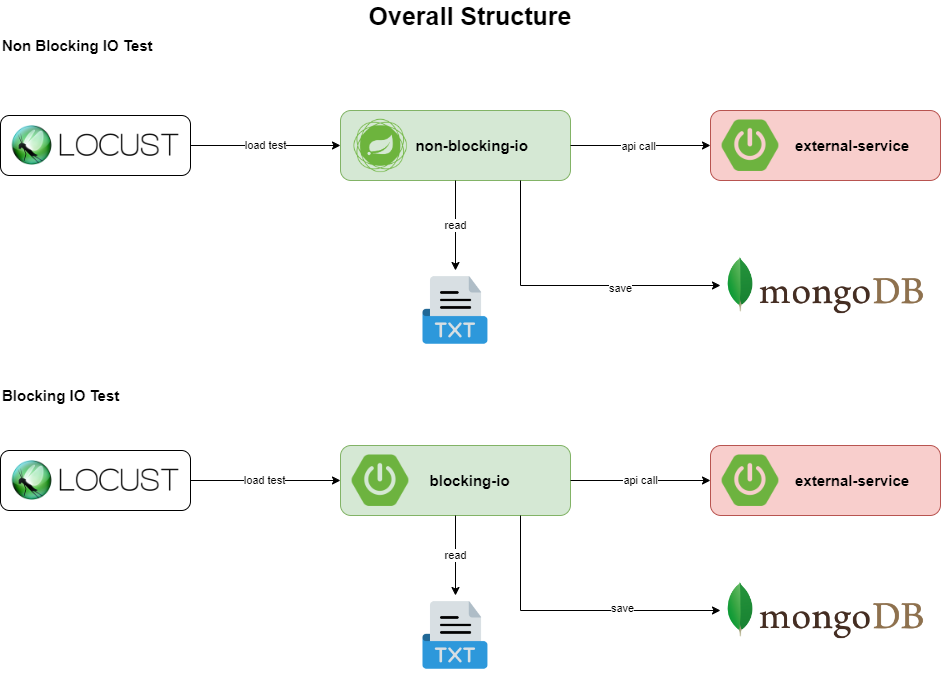 Overall Structure
Non Blocking IO Test
LOCUST
load test
non-blocking-io
api call
external-service
read
save
mongoDB
TXT
Blocking IO Test
LOCUST
load test
blocking-io
api call
external-service
read
save
mongoDB
TXT